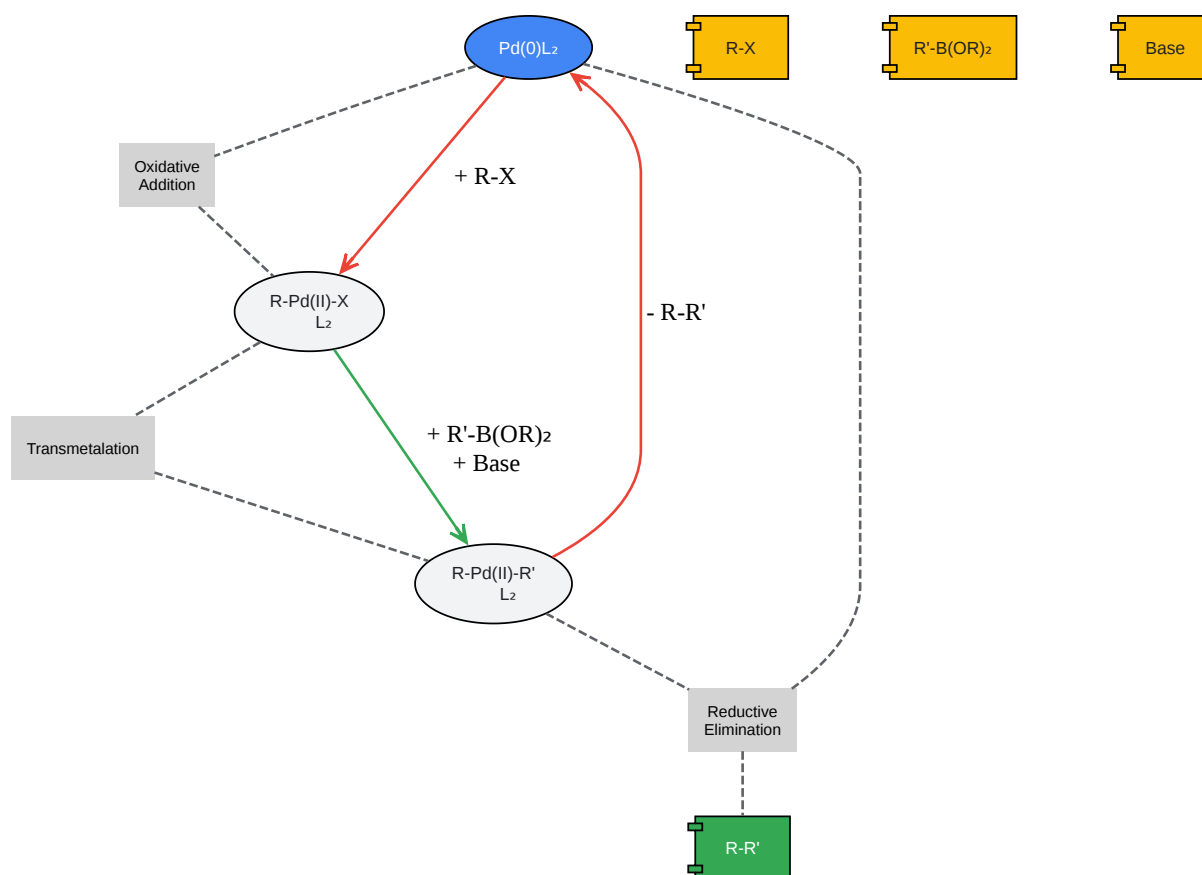 Pd(0)L₂
R-X
R'-B(OR)₂
Base
Oxidative
Addition
+ R-X
R-Pd(II)-X
L₂
- R-R'
+ R'-B(OR)₂
+ Base
Transmetalation
R-Pd(II)-R'
L₂
Reductive
Elimination
R-R'